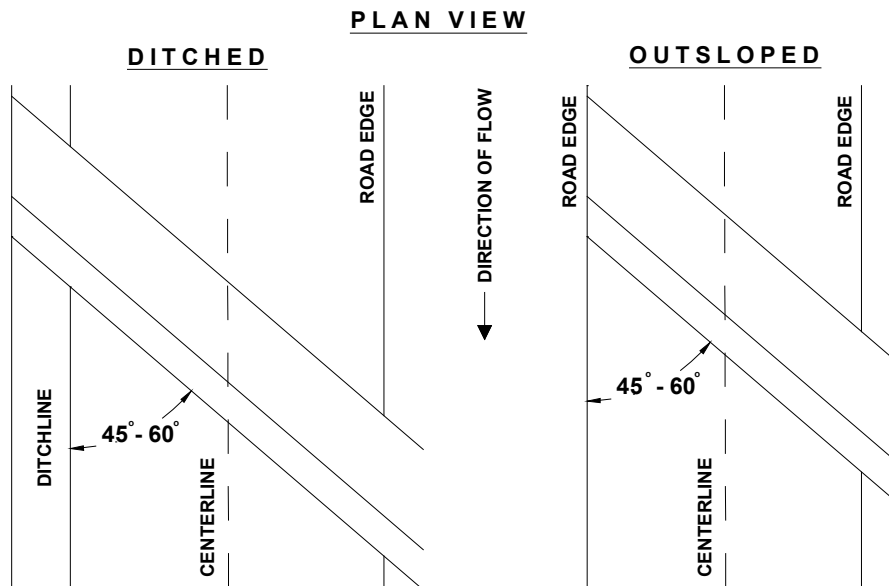 PLAN VIEW
DITCHED
OUTSLOPED
ROAD EDGE
DIRECTION OF FLOW
ROAD EDGE
ROAD EDGE
45° - 60°
45° - 60°
DITCHLINE
CENTERLINE
CENTERLINE